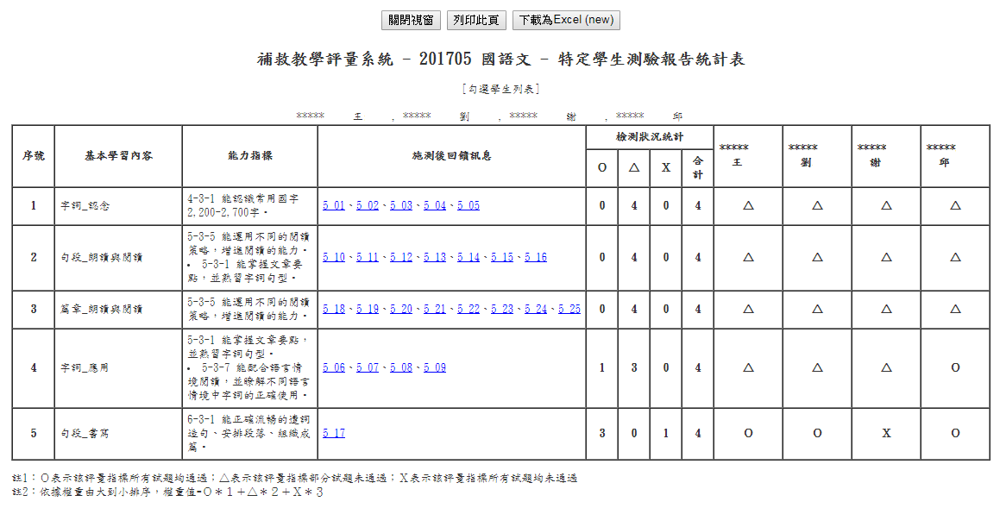 關閉視窗 列印此頁 下載為Excel (new)
補救教學評量系統 - 201705 國語文 - 特定學生測驗報告統計表
[勾選學生列表]
***** 王 , ***** 劉 , ***** 謝 , ***** 邱
序號 基本學習內容 能力指標 施測後回饋訊息 檢測狀況統計 ***** 王 ***** 劉 ***** 謝 ***** 邱
O △ X 合計
1 字詞_認念 4-3-1 能認識常用國字2,200-2,700字。 5_01、5_02、5_03、5_04、5_05 0 4 0 4 △ △ △ △
2 句段_朗讀與閱讀 5-3-5 能運用不同的閱讀策略，增進閱讀的能力。 • 5-3-1 能掌握文章要點，並熟習字詞句型。 5_10、5_11、5_12、5_13、5_14、5_15、5_16 0 4 0 4 △ △ △ △
3 篇章_朗讀與閱讀 5-3-5 能運用不同的閱讀策略，增進閱讀的能力。 5_18、5_19、5_20、5_21、5_22、5_23、5_24、5_25 0 4 0 4 △ △ △ △
4 字詞_應用 5-3-1 能掌握文章要點，並熟習字詞句型。 • 5-3-7 能配合語言情境閱讀，並瞭解不同語言情境中字詞的正確使用。 5_06、5_07、5_08、5_09 1 3 0 4 △ △ △ O
5 句段_書寫 6-3-1 能正確流暢的遣詞造句、安排段落、組織成篇。 5_17 3 0 1 4 O O X O
註1：O表示該評量指標所有試題均通過；△表示該評量指標部分試題未通過；X表示該評量指標所有試題均未通過
註2：依據權重由大到小排序，權重值=O＊1＋△＊2＋X＊3